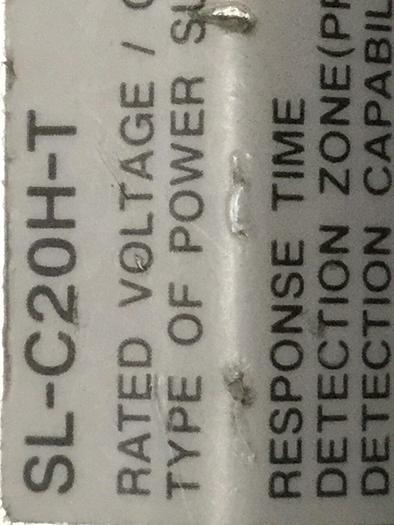 SL-C20H-T
RATED VOLTAGE /
TYPE OF POWER
RESPONSE TIME
DETECTION ZONE(PR
DETECTION CAPABIL